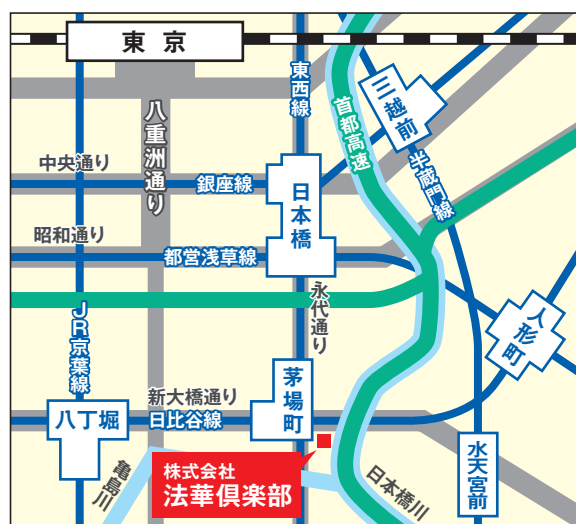 東京
東西線
三越前
首都高速
八重洲通り
中央通り
銀座線
日本橋
半蔵門線
昭和通り
都営浅草線
永代通り
JR京葉線
人形町
新大橋通り
茅場町
八丁堀
日比谷線
水天宮前
亀島川
株式会社
法華倶楽部
日本橋川